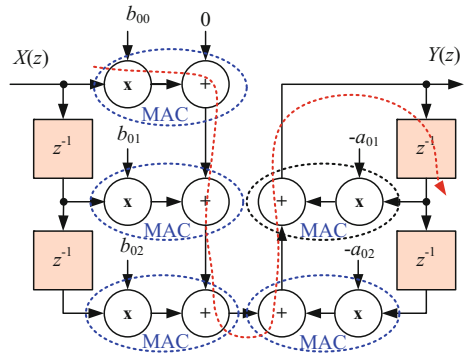 b₀₀ 0
X(z) Y(z)
x +
MAC
z⁻¹ b₀₁ -a₀₁ z⁻¹
x + + x
MAC MAC
z⁻¹ b₀₂ -a₀₂ z⁻¹
x + + x
MAC MAC